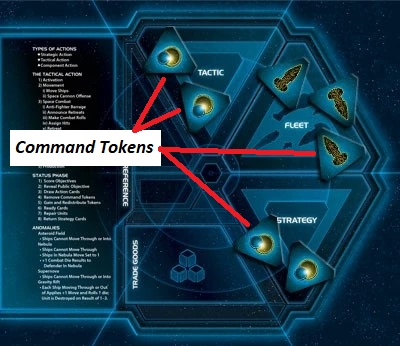 TYPES OF ACTIONS
• Strategic Action
• Tactical Action
• Component Action
THE TACTICAL ACTION
1) Activation
2) Movement
i) Move Ships
ii) Space Cannon Offense
3) Space Combat
i) Anti-Fighter Barrage
ii) Announce Retreats
iii) Make Combat Rolls
iv) Assign Hits
v) Retreat
Command Tokens
STATUS PHASE
1) Score Objectives
2) Reveal Public Objective
3) Draw Action Cards
4) Remove Command Tokens
5) Gain and Redistribute Tokens
6) Ready Cards
7) Repair Units
8) Return Strategy Cards
ANOMALIES
Asteroid Field
• Ships Cannot Move Through or Into
Nebula
• Ships Cannot Move Through
• Ships In Nebula Move Set to 1
• +1 Combat Die Results to
Defender In Nebula
Supernova
• Ships Cannot Move Through or Into
Gravity Rift
• Each Ship Moving Through or Out
of Applies +1 Move and Rolls 1 die;
Unit is Destroyed on Result of 1-3.
REFERENCE
TACTIC
FLEET
STRATEGY
TRADE GOODS